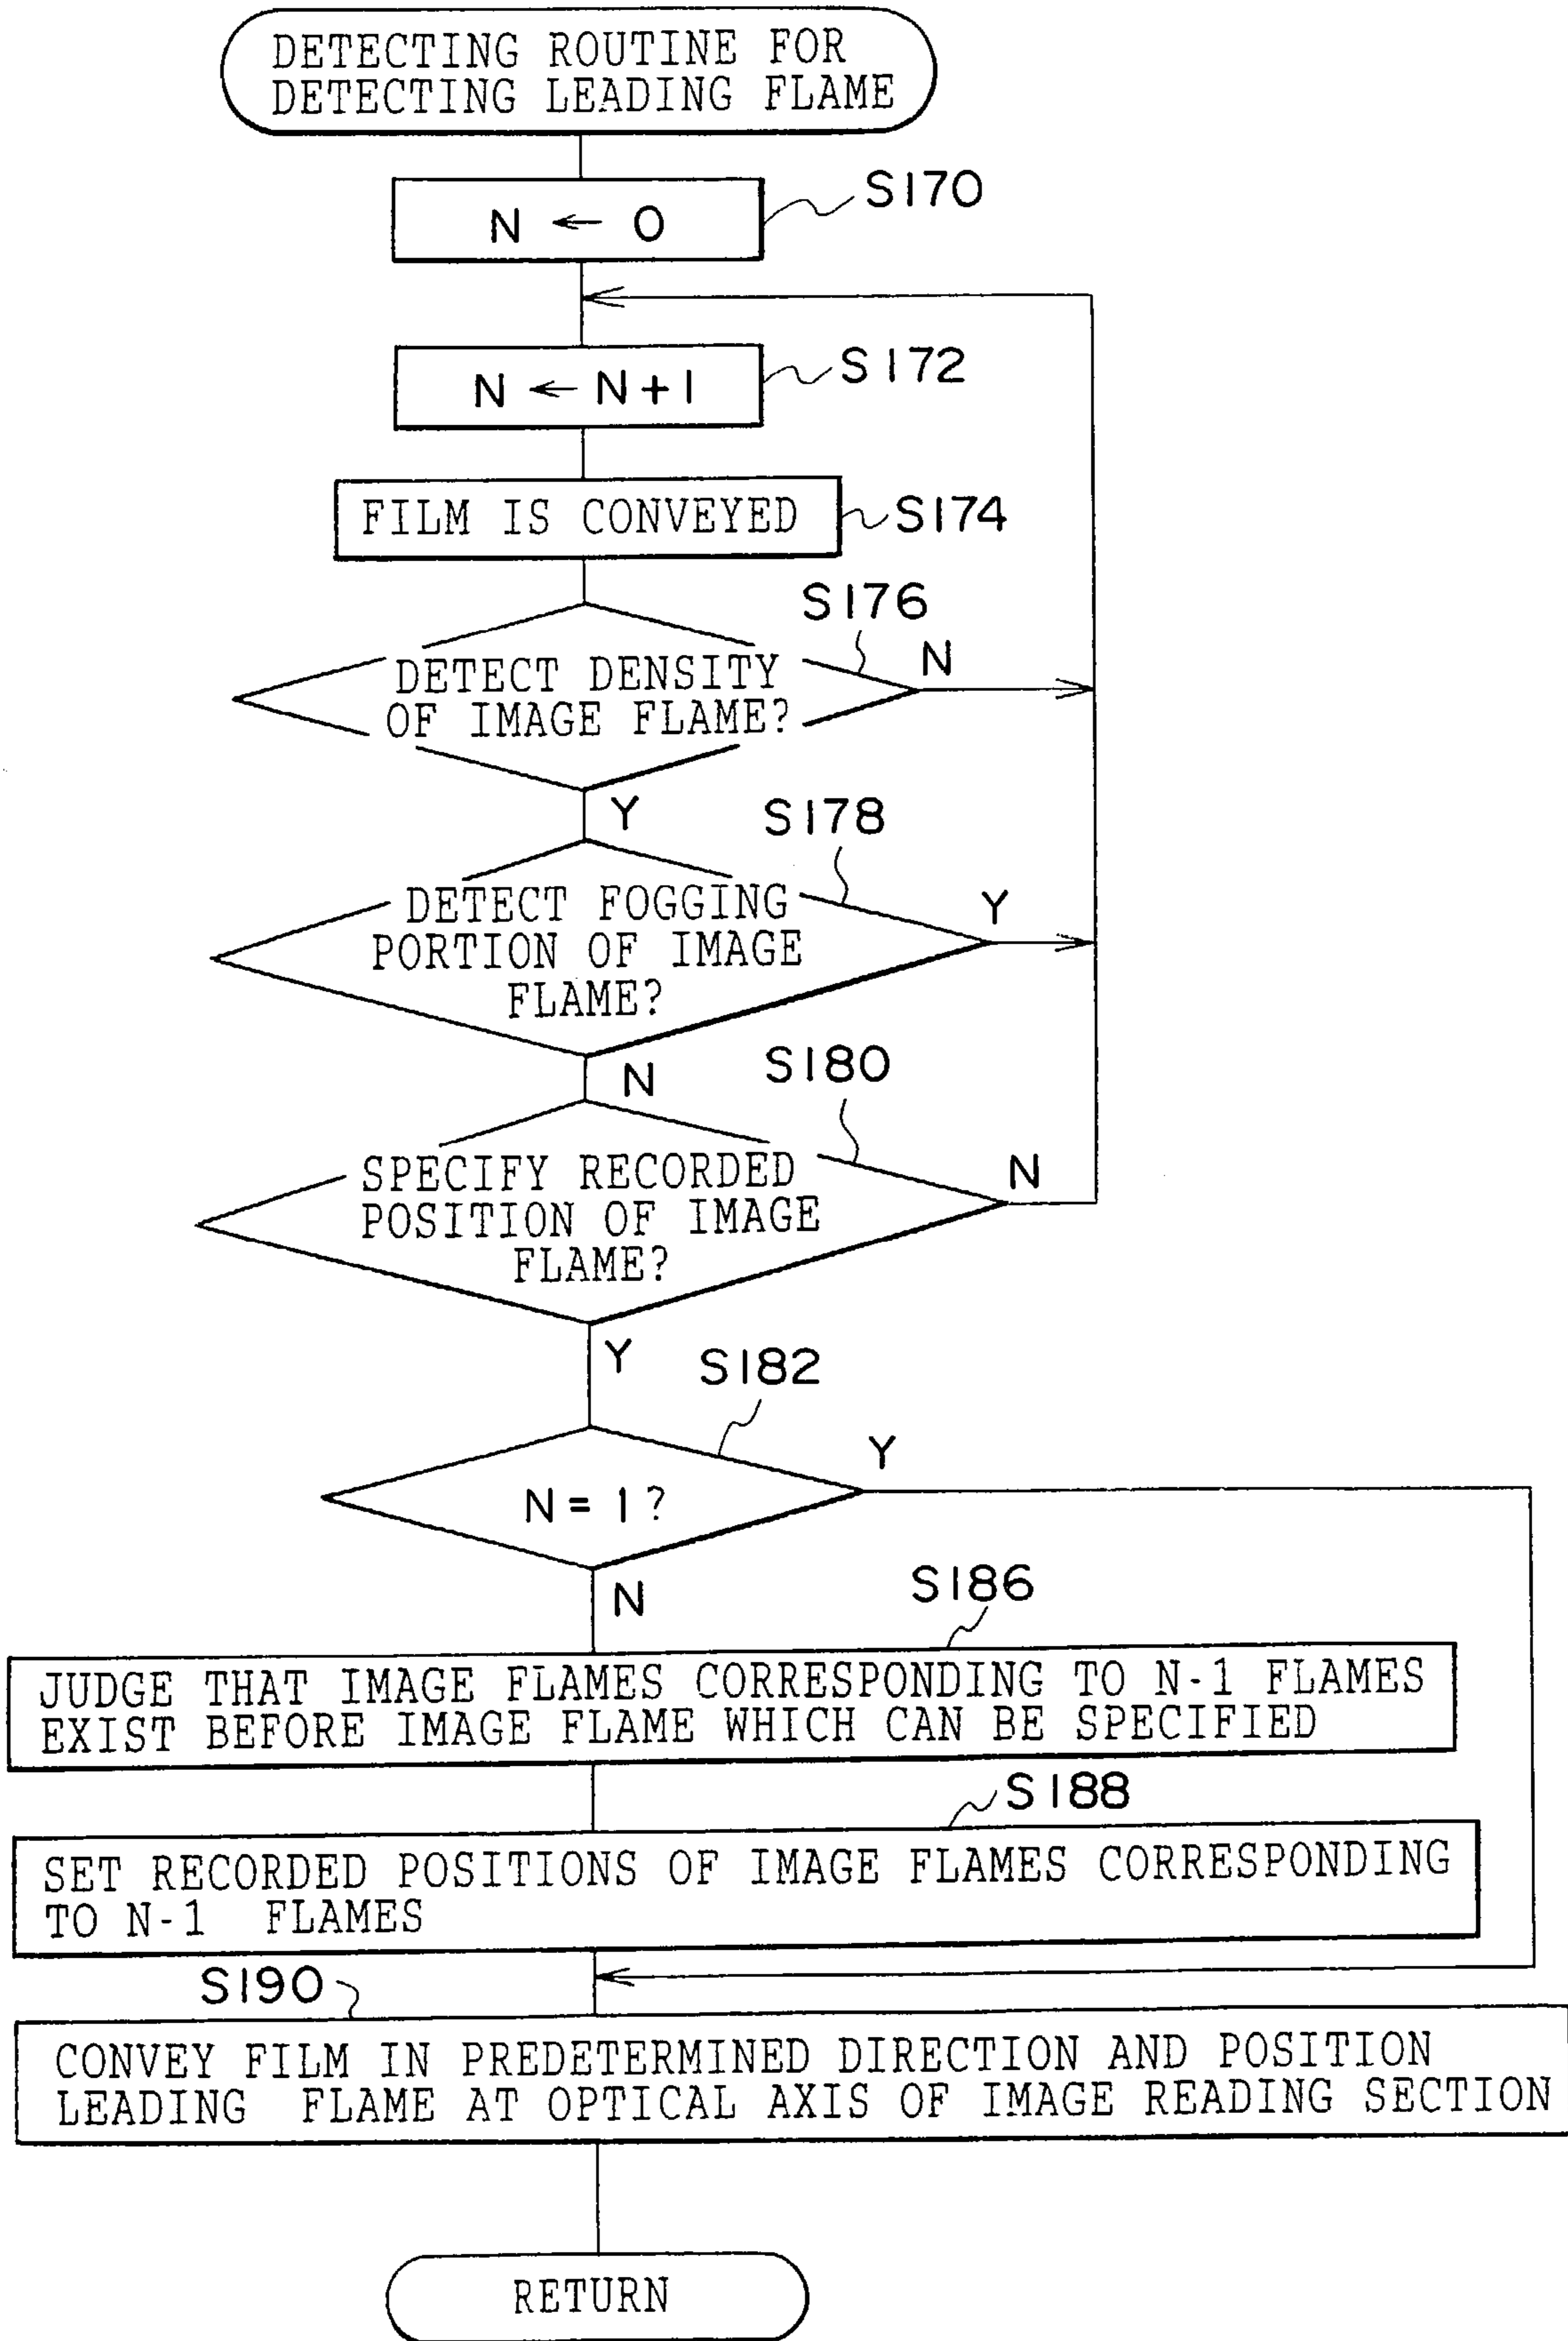 DETECTING ROUTINE FOR
DETECTING LEADING FLAME
S170
N ← 0
S172
N ← N+1
FILM IS CONVEYED
S174
S176
N
DETECT DENSITY
OF IMAGE FLAME?
Y
S178
Y
DETECT FOGGING
PORTION OF IMAGE
FLAME?
N
S180
N
SPECIFY RECORDED
POSITION OF IMAGE
FLAME?
Y
S182
Y
N=1?
N
S186
JUDGE THAT IMAGE FLAMES CORRESPONDING TO N-1 FLAMES
EXIST BEFORE IMAGE FLAME WHICH CAN BE SPECIFIED
S188
SET RECORDED POSITIONS OF IMAGE FLAMES CORRESPONDING
TO N-1 FLAMES
S190
CONVEY FILM IN PREDETERMINED DIRECTION AND POSITION
LEADING FLAME AT OPTICAL AXIS OF IMAGE READING SECTION
RETURN